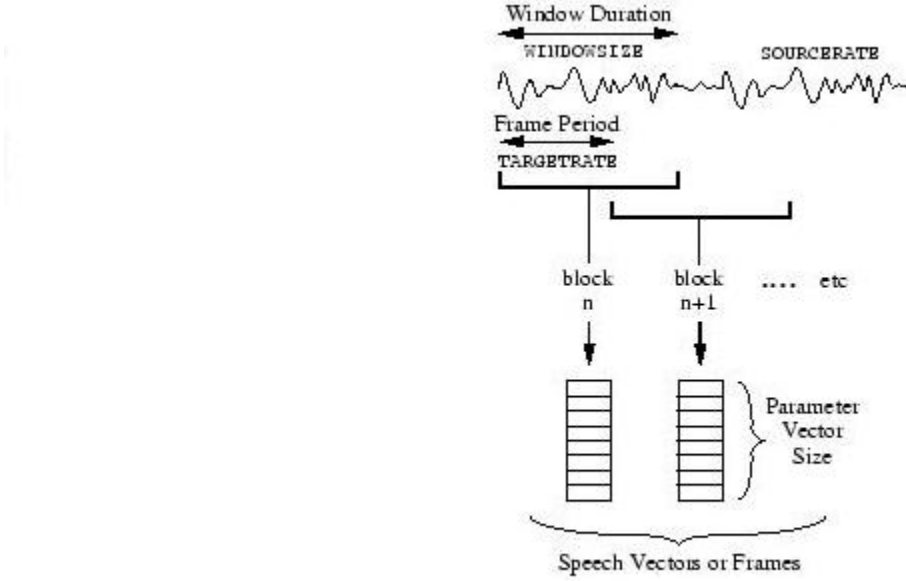 Window Duration
WINDOWSIZE
SOURCERATE
Frame Period
TARGETRATE
block
n
block
n+1
.... etc
Parameter
Vector
Size
Speech Vectors or Frames